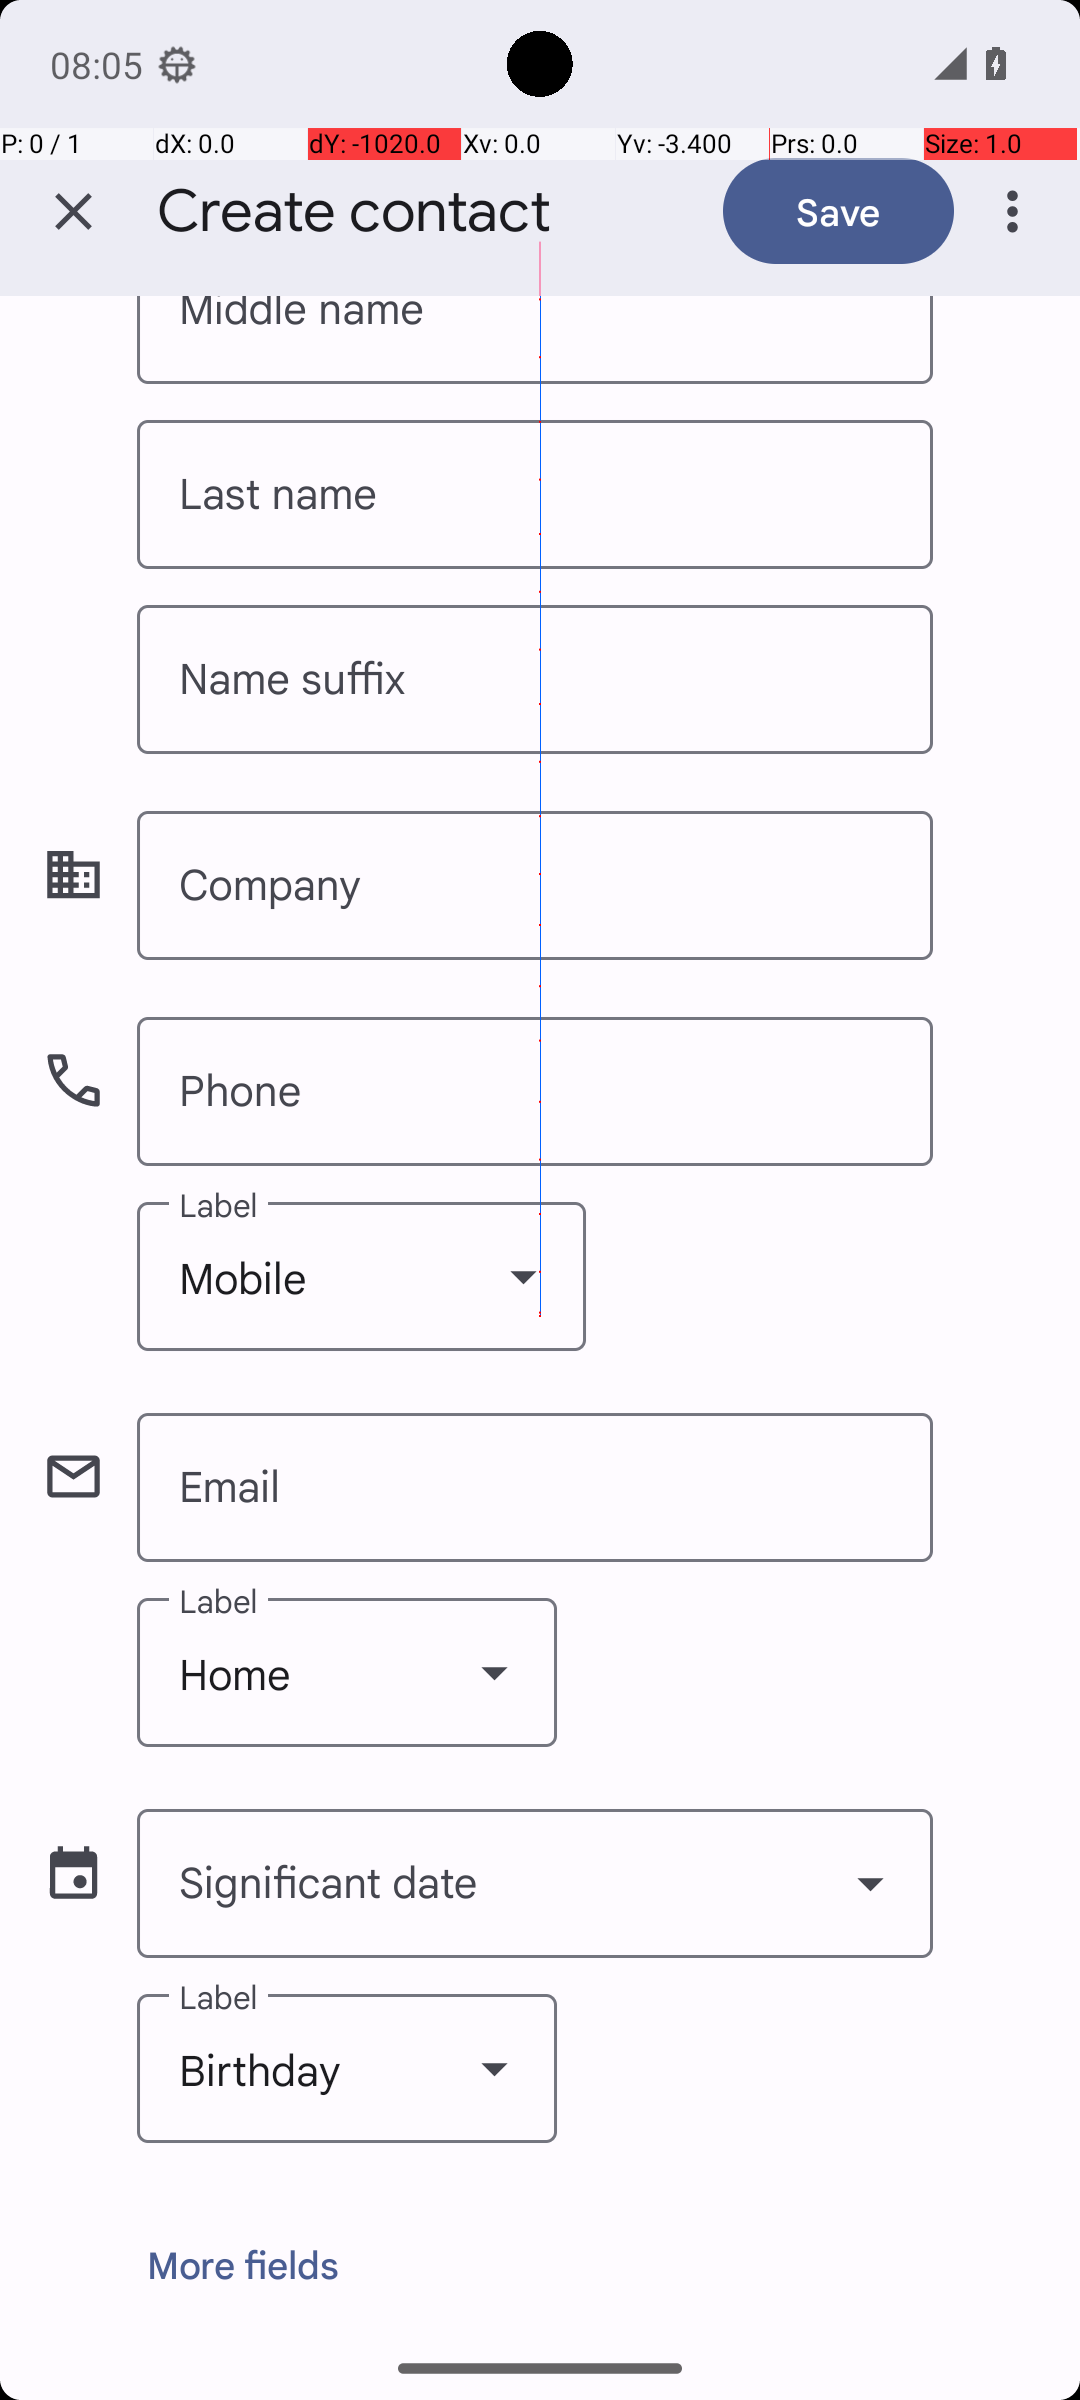 08:05
P: 0 / 1 dX: 0.0 dY: -1020.0 Xv: 0.0 Yv: -3.400 Prs: 0.0 Size: 1.0
Create contact Save
Middle name
Last name
Name suffix
Company
Phone
Label
Mobile
Email
Label
Home
Significant date
Label
Birthday
More fields